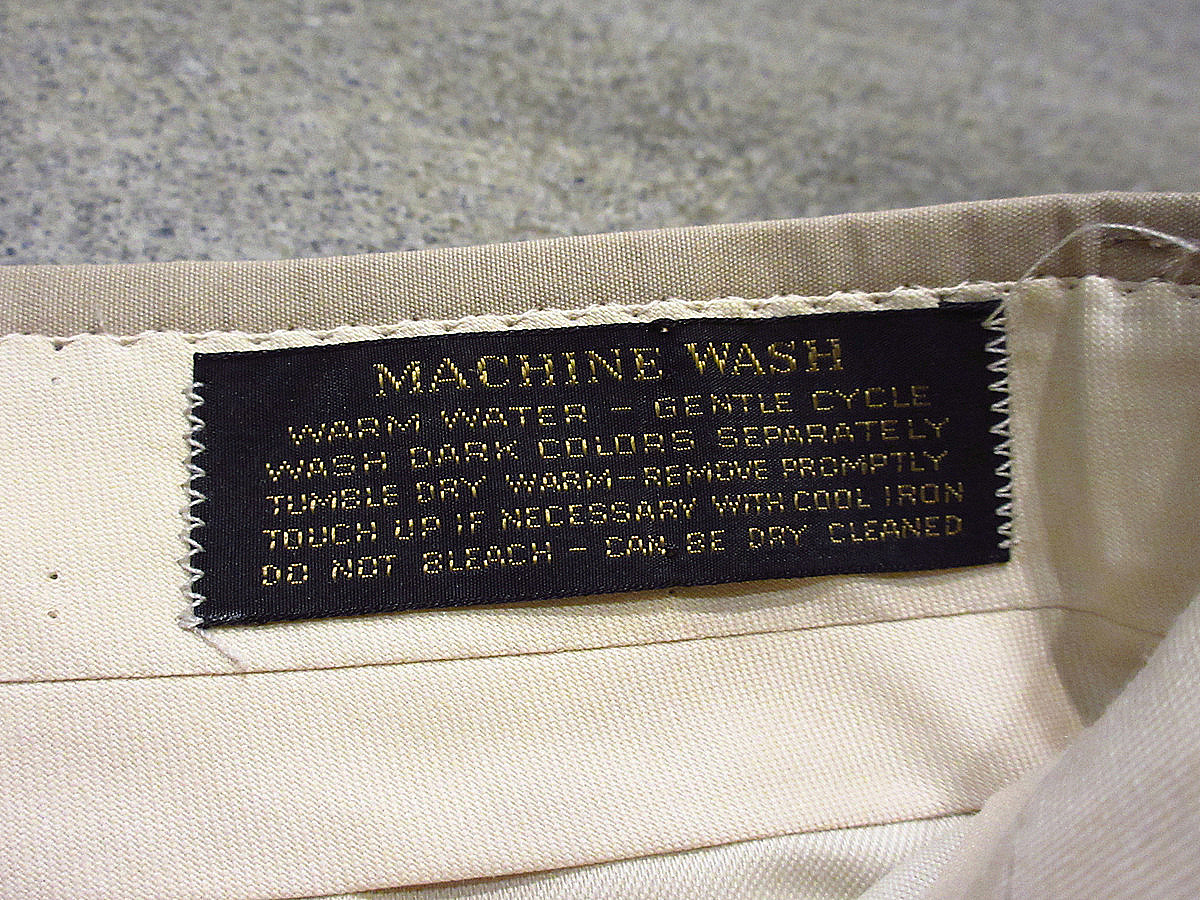 MACHINE WASH
WARM WATER - GENTLE CYCLE
WASH DARK COLORS SEPARATELY
TUMBLE DRY WARM-REMOVE PROMPTLY
TOUCH UP IF NECESSARY WITH COOL IRON
DO NOT BLEACH - CAN BE DRY CLEANED